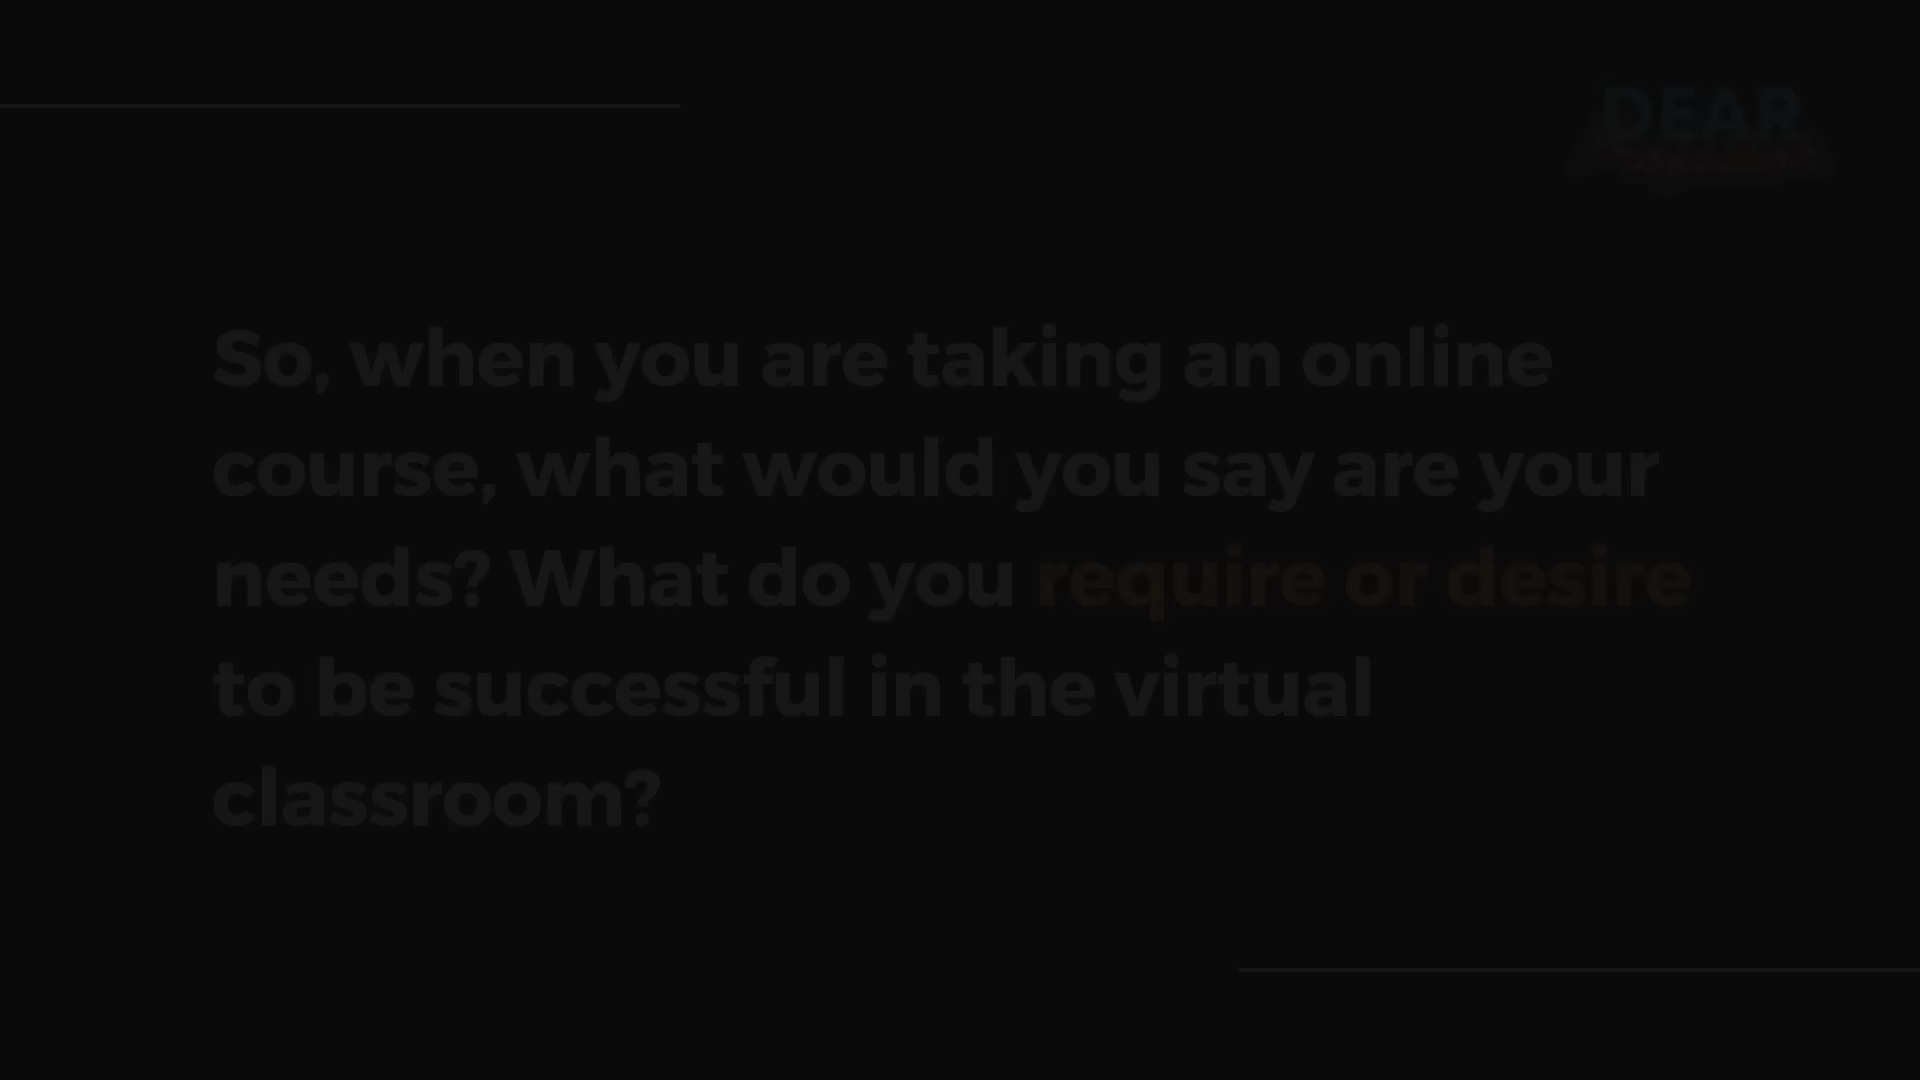 DEAR
So, when you are taking an online
course, what would you say are your
needs? What do you require or desire
to be successful in the virtual
classroom?